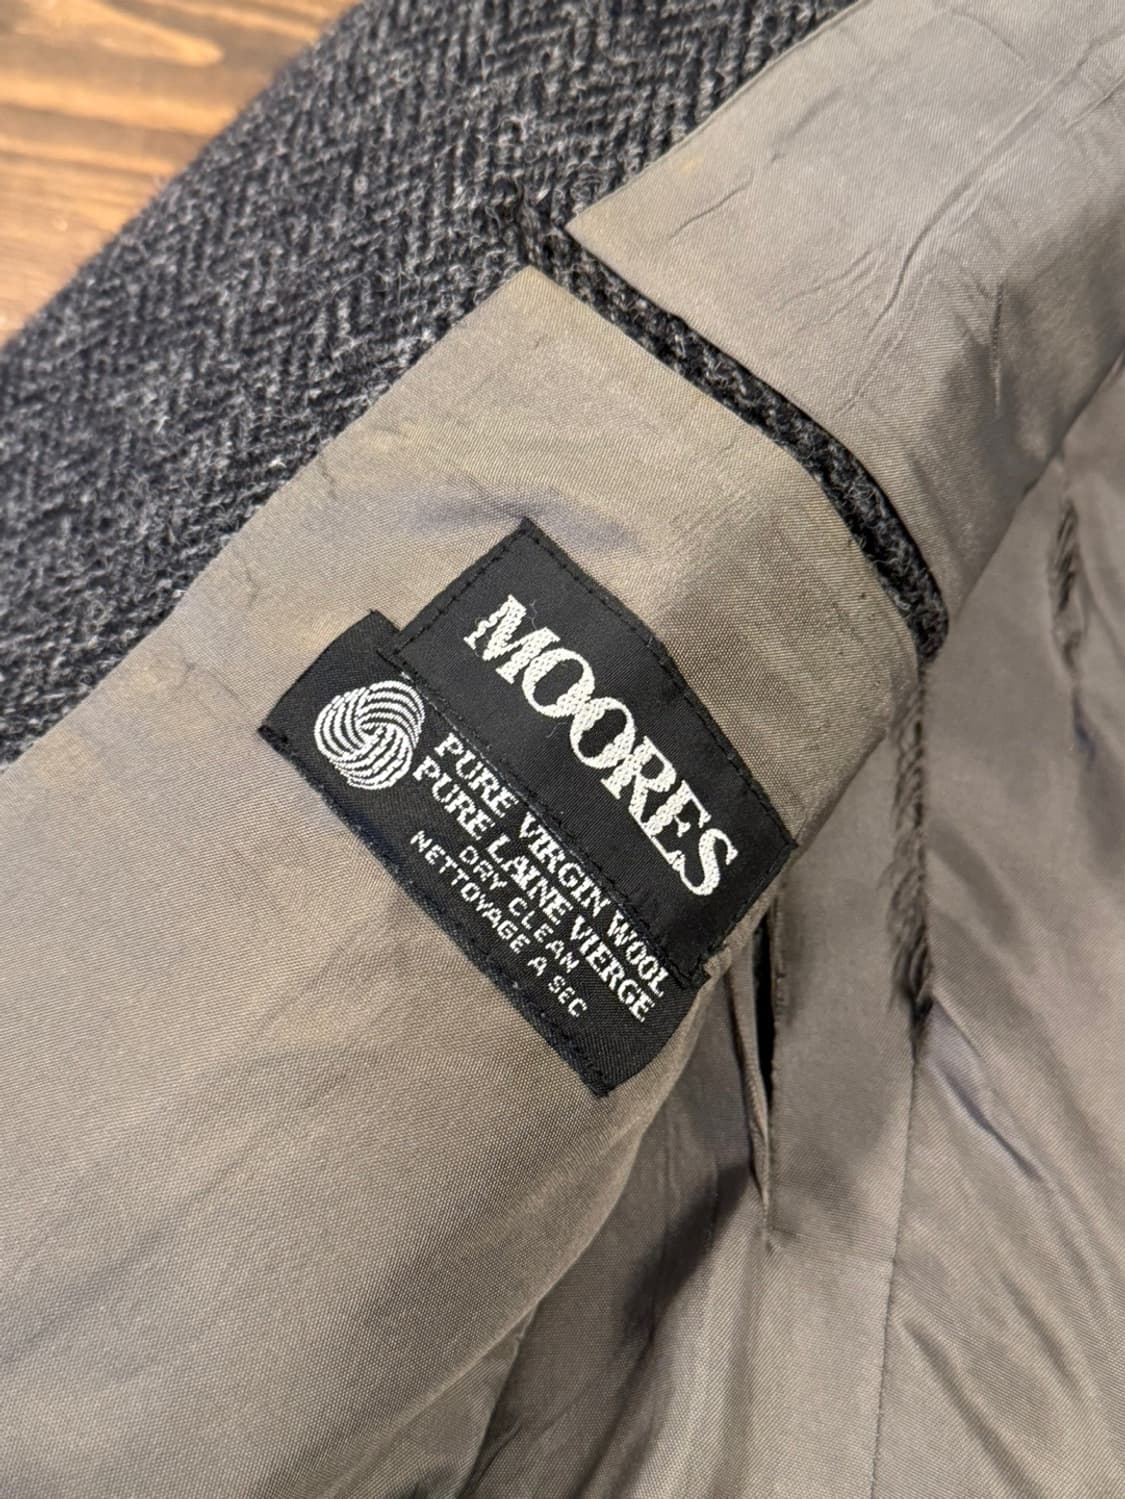 MOORES
PURE VIRGIN WOOL
PURE LAINE VIERGE
DRY CLEAN
NETTOYAGE A SEC